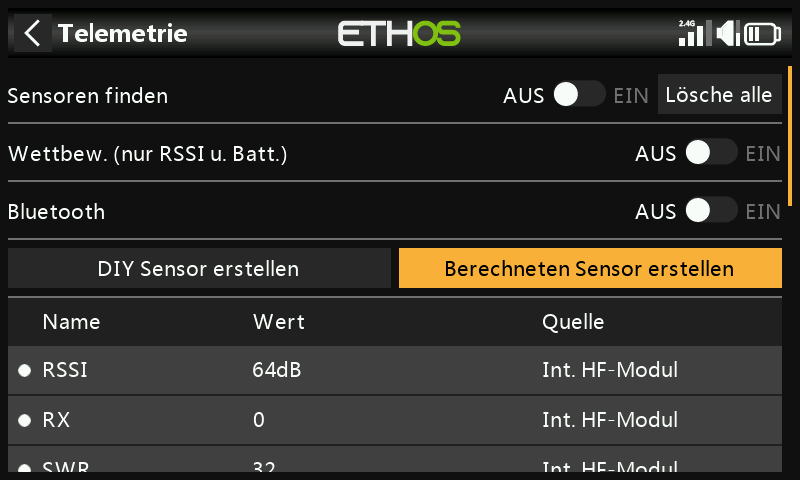 Telemetrie
ETHOS
2.4G
Sensoren finden AUS EIN Lösche alle
Wettbew. (nur RSSI u. Batt.) AUS EIN
Bluetooth AUS EIN
DIY Sensor erstellen Berechneten Sensor erstellen
Name Wert Quelle
RSSI 64dB Int. HF-Modul
RX 0 Int. HF-Modul
SWR 32 Int. HF-Modul